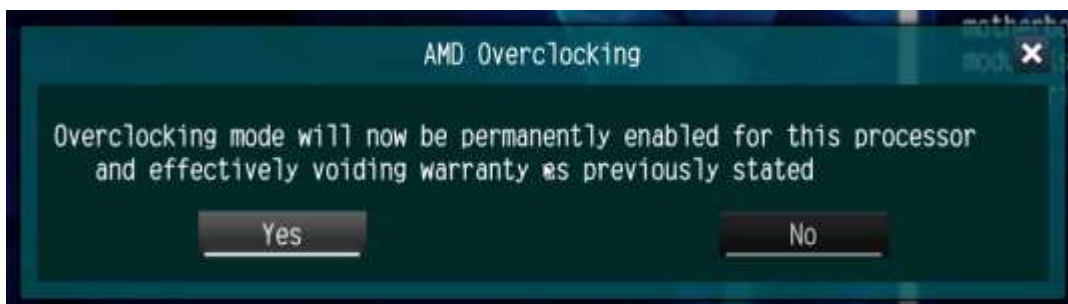 AMD Overclocking
Overclocking mode will now be permanently enabled for this processor
and effectively voiding warranty as previously stated
Yes
No